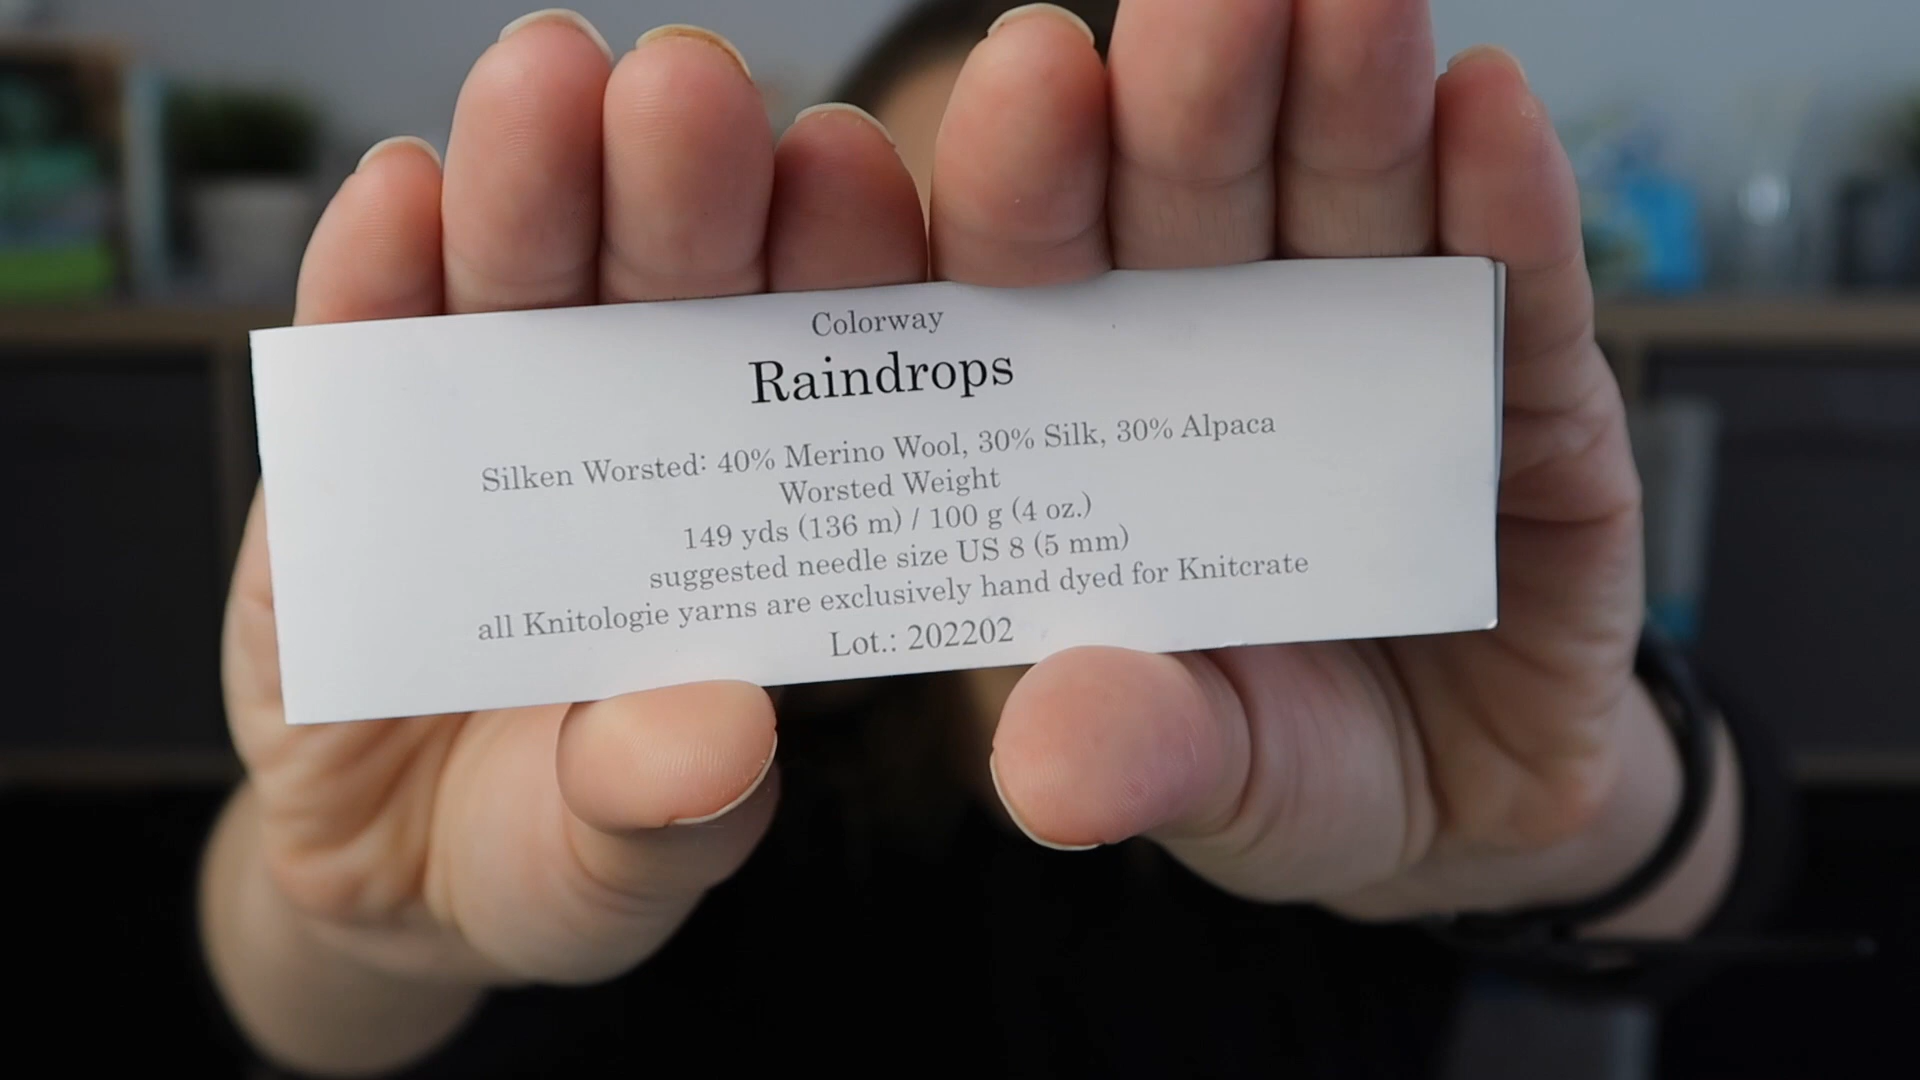 Colorway
Raindrops
Silken Worsted: 40% Merino Wool, 30% Silk, 30% Alpaca
Worsted Weight
149 yds (136 m) / 100 g (4 oz.)
suggested needle size US 8 (5 mm)
all Knitologie yarns are exclusively hand dyed for Knitcrate
Lot.: 202202